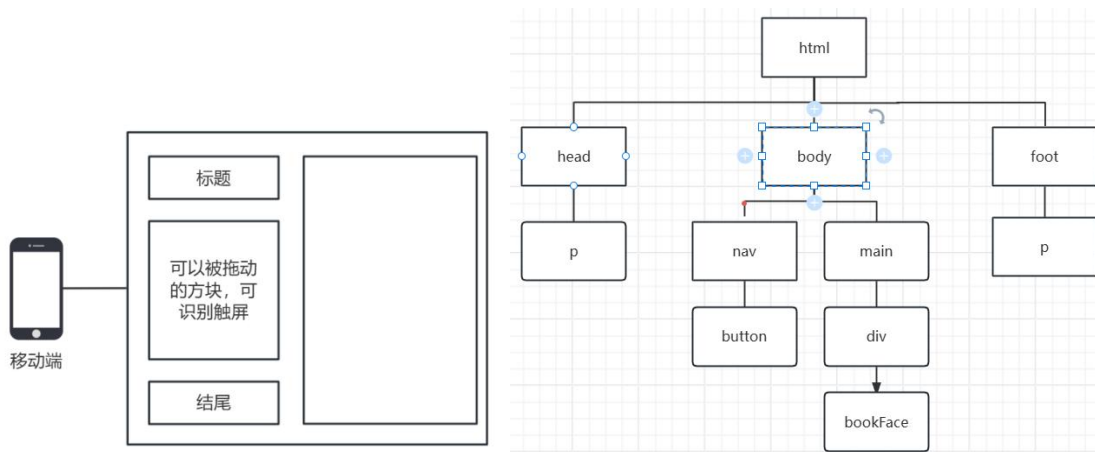 标题
可以被拖动
的方块，可
识别触屏
移动端
结尾
html
head
body
foot
p
nav
main
p
button
div
bookFace